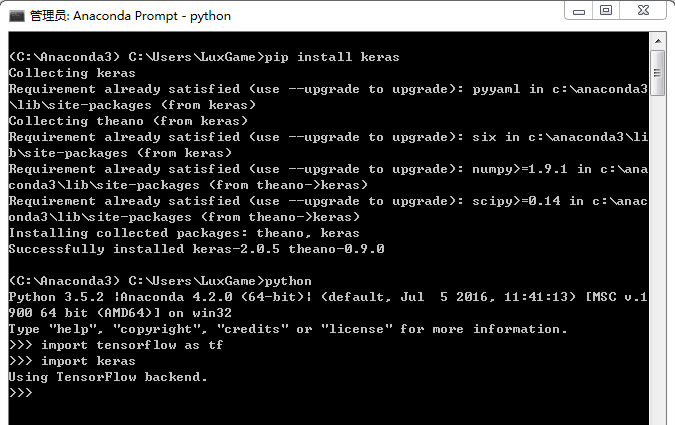 管理员: Anaconda Prompt - python
(C:\Anaconda3) C:\Users\LuxGame>pip install keras
Collecting keras
Requirement already satisfied (use --upgrade to upgrade): pyyaml in c:\anaconda3
\lib\site-packages (from keras)
Collecting theano (from keras)
Requirement already satisfied (use --upgrade to upgrade): six in c:\anaconda3\li
b\site-packages (from keras)
Requirement already satisfied (use --upgrade to upgrade): numpy>=1.9.1 in c:\ana
conda3\lib\site-packages (from theano->keras)
Requirement already satisfied (use --upgrade to upgrade): scipy>=0.14 in c:\anac
onda3\lib\site-packages (from theano->keras)
Installing collected packages: theano, keras
Successfully installed keras-2.0.5 theano-0.9.0
(C:\Anaconda3) C:\Users\LuxGame>python
Python 3.5.2 |Anaconda 4.2.0 (64-bit)| (default, Jul  5 2016, 11:41:13) [MSC v.1
900 64 bit (AMD64)] on win32
Type "help", "copyright", "credits" or "license" for more information.
>>> import tensorflow as tf
>>> import keras
Using TensorFlow backend.
>>>